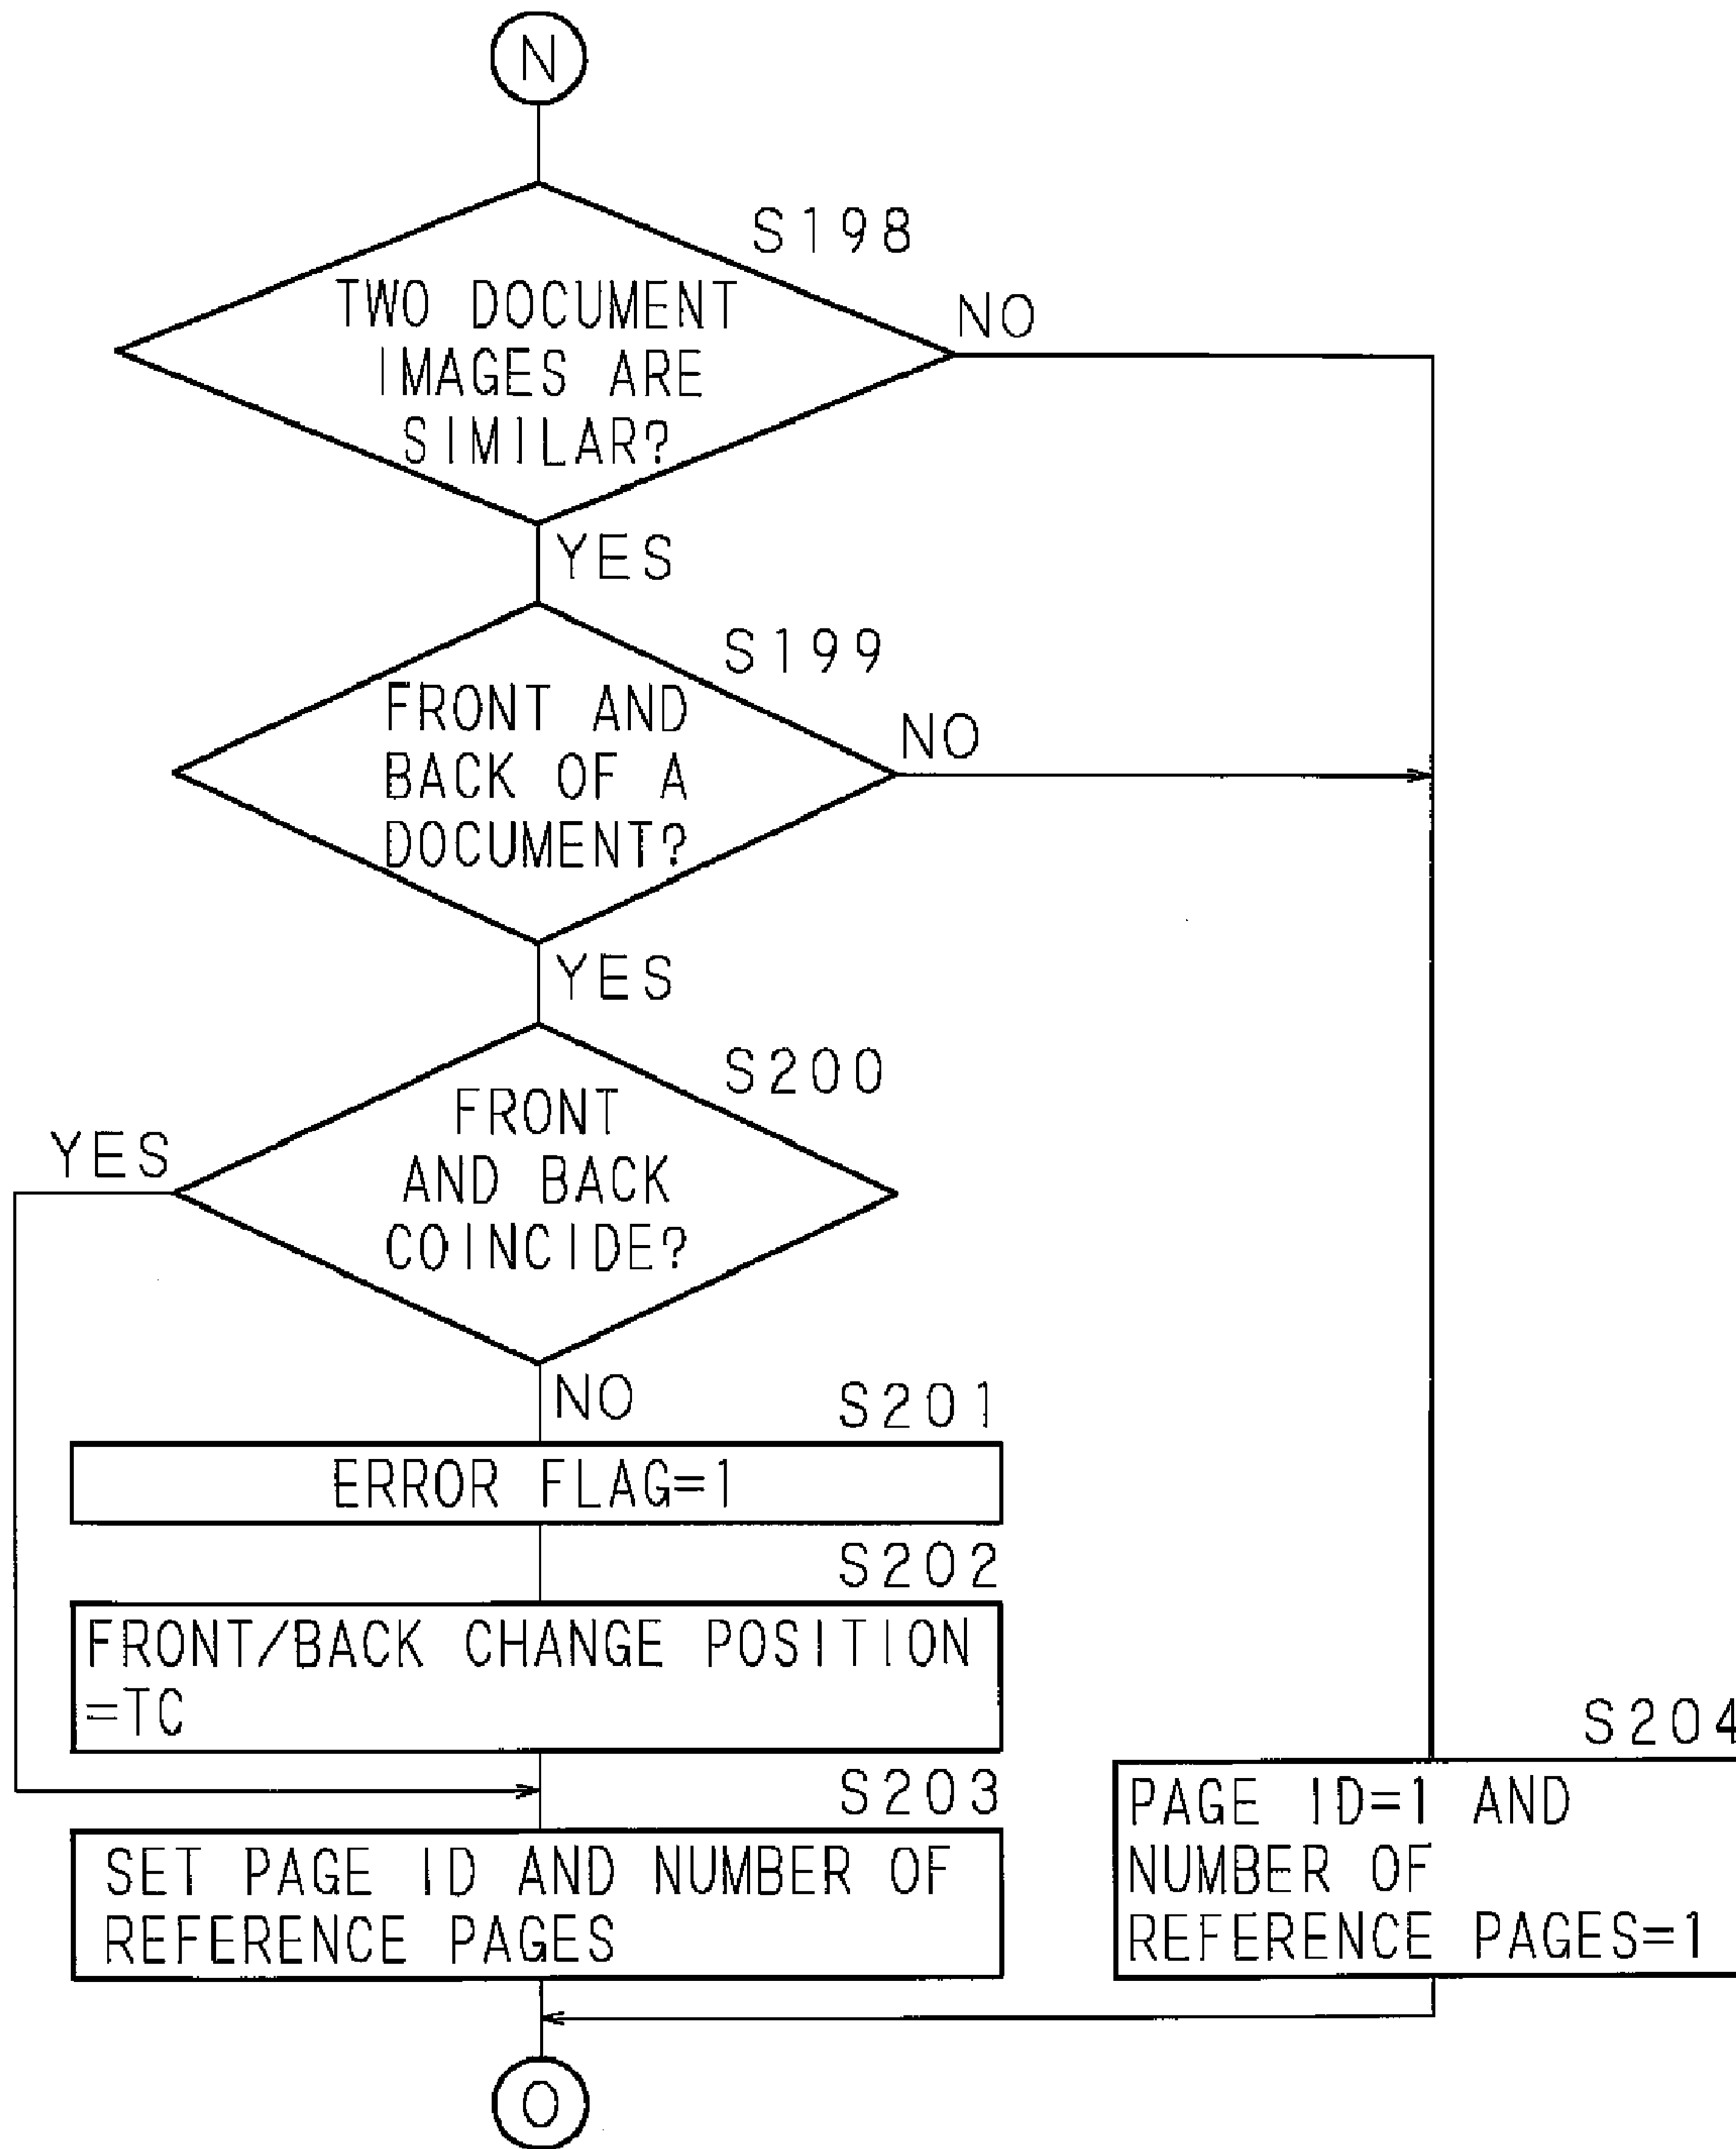 N
S198
TWO DOCUMENT
IMAGES ARE
SIMILAR?
NO
YES
S199
FRONT AND
BACK OF A
DOCUMENT?
NO
YES
S200
FRONT
AND BACK
COINCIDE?
YES
NO
S201
ERROR FLAG=1
S202
FRONT/BACK CHANGE POSITION
=TC
S203
SET PAGE ID AND NUMBER OF
REFERENCE PAGES
S204
PAGE ID=1 AND
NUMBER OF
REFERENCE PAGES=1
O